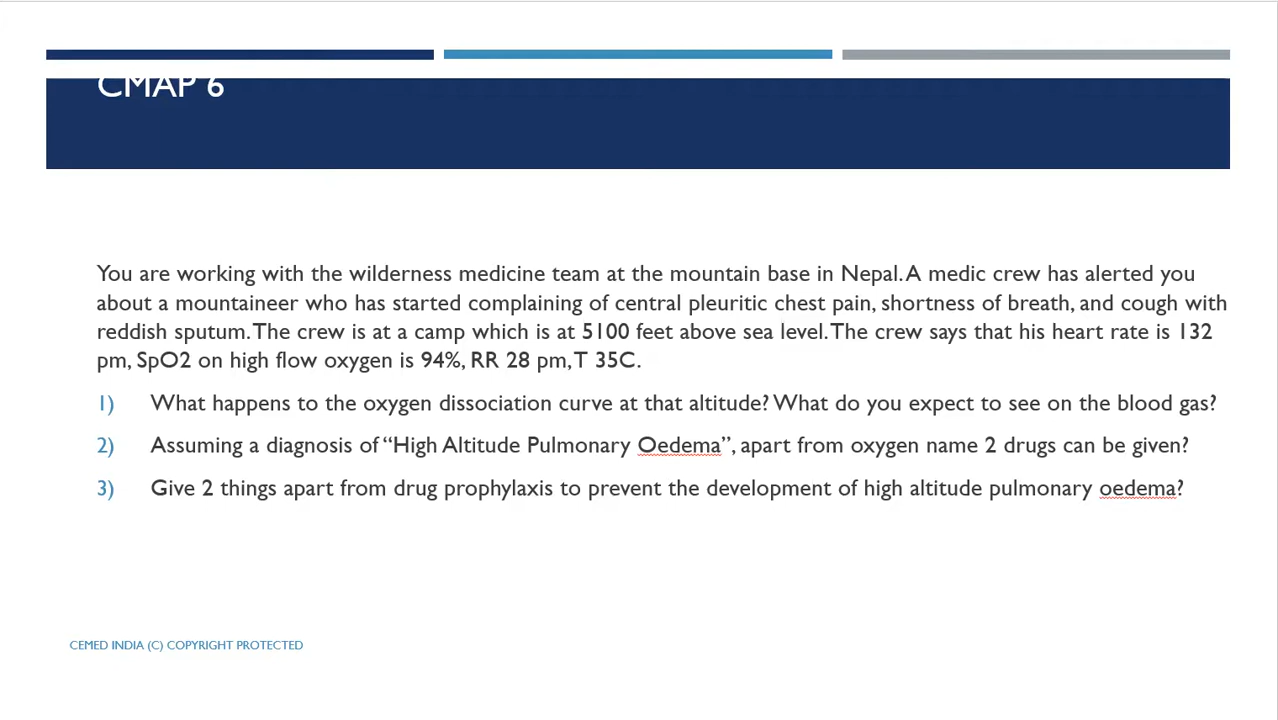 CMAP 6
You are working with the wilderness medicine team at the mountain base in Nepal. A medic crew has alerted you
about a mountaineer who has started complaining of central pleuritic chest pain, shortness of breath, and cough with
reddish sputum. The crew is at a camp which is at 5100 feet above sea level. The crew says that his heart rate is 132
pm, SpO2 on high flow oxygen is 94%, RR 28 pm, T 35C.
1) What happens to the oxygen dissociation curve at that altitude? What do you expect to see on the blood gas?
2) Assuming a diagnosis of “High Altitude Pulmonary Oedema”, apart from oxygen name 2 drugs can be given?
3) Give 2 things apart from drug prophylaxis to prevent the development of high altitude pulmonary oedema?
CEMED INDIA (C) COPYRIGHT PROTECTED